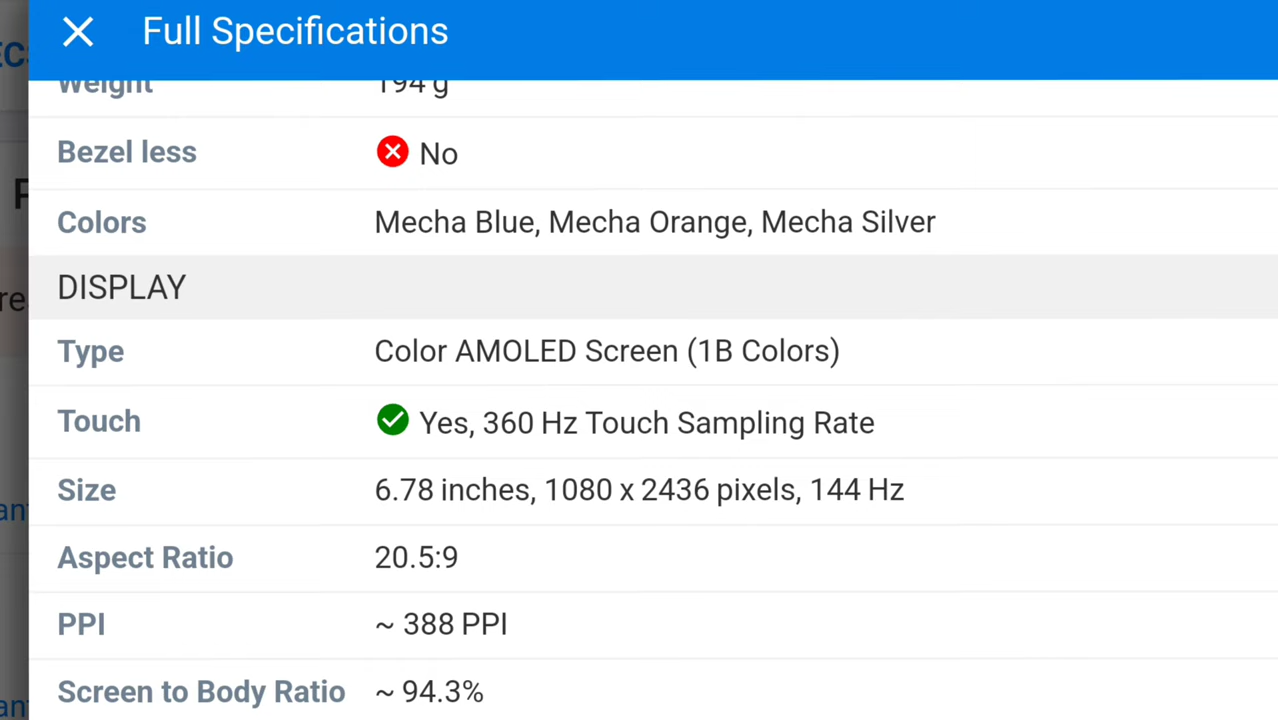 Full Specifications
Weight 194 g
Bezel less No
Colors Mecha Blue, Mecha Orange, Mecha Silver
DISPLAY
Type Color AMOLED Screen (1B Colors)
Touch Yes, 360 Hz Touch Sampling Rate
Size 6.78 inches, 1080 x 2436 pixels, 144 Hz
Aspect Ratio 20.5:9
PPI ~ 388 PPI
Screen to Body Ratio ~ 94.3%